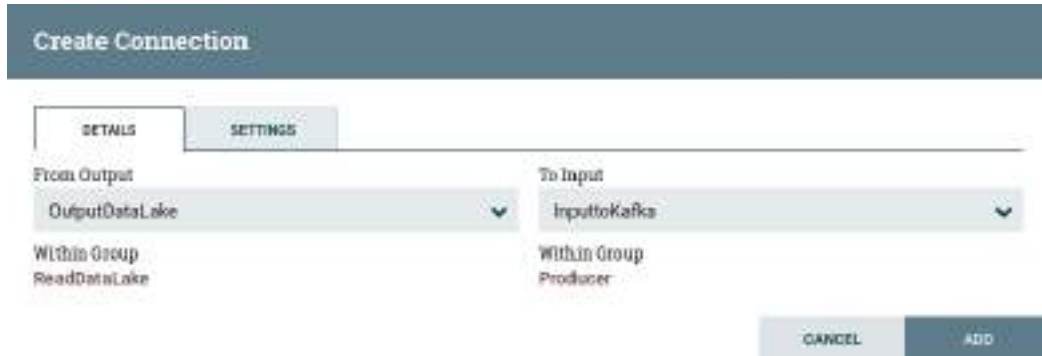 Create Connection
DETAILS SETTINGS
From Output To Input
OutputDataLake InputtoKafka
Within Group Within Group
ReadDataLake Producer
CANCEL ADD